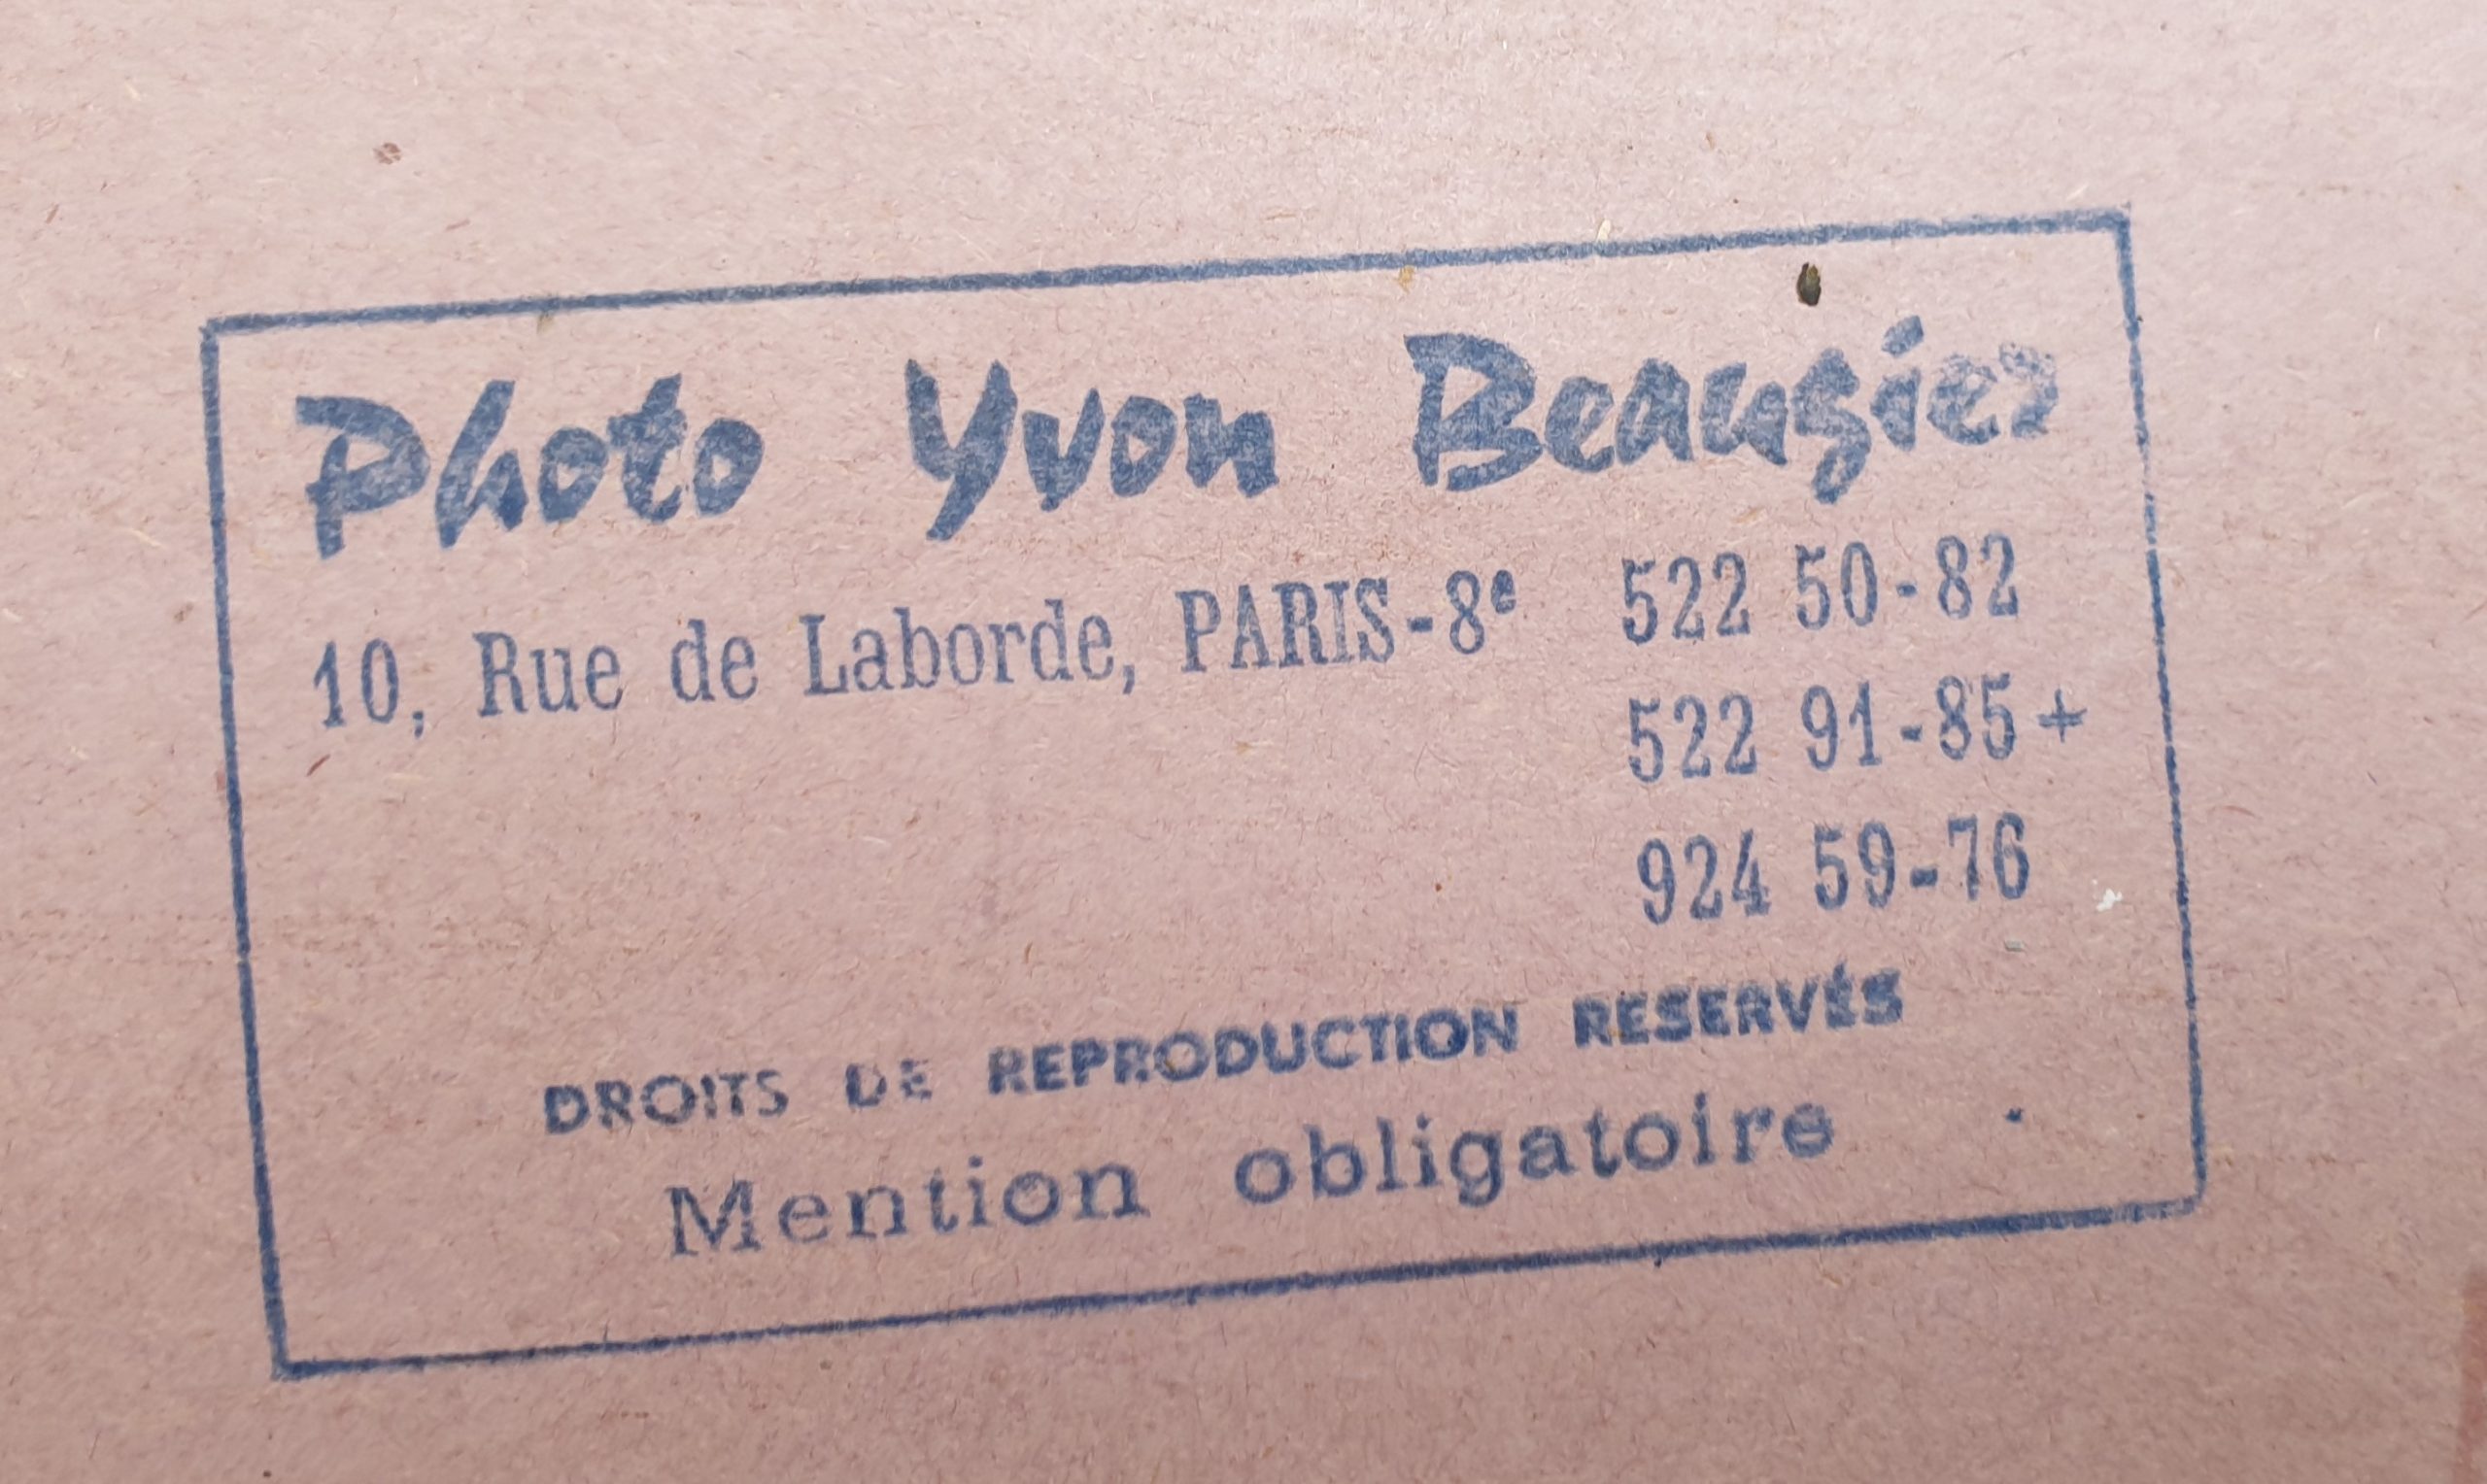 Photo Yvon Beaugier
10, Rue de Laborde, PARIS-8e 522 50-82
522 91-85+
924 59-76
DROITS DE REPRODUCTION RESERVÉS
Mention obligatoire